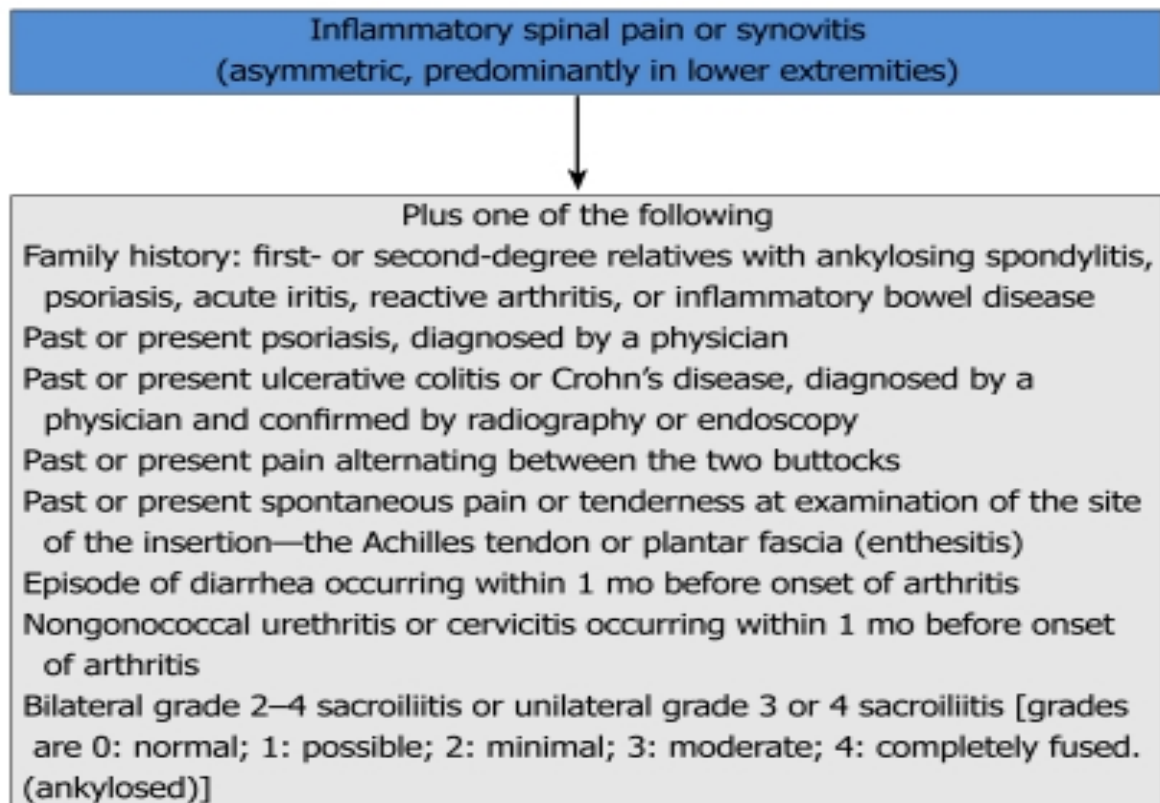 Inflammatory spinal pain or synovitis
(asymmetric, predominantly in lower extremities)
Plus one of the following
Family history: first- or second-degree relatives with ankylosing spondylitis,
psoriasis, acute iritis, reactive arthritis, or inflammatory bowel disease
Past or present psoriasis, diagnosed by a physician
Past or present ulcerative colitis or Crohn’s disease, diagnosed by a
physician and confirmed by radiography or endoscopy
Past or present pain alternating between the two buttocks
Past or present spontaneous pain or tenderness at examination of the site
of the insertion—the Achilles tendon or plantar fascia (enthesitis)
Episode of diarrhea occurring within 1 mo before onset of arthritis
Nongonococcal urethritis or cervicitis occurring within 1 mo before onset
of arthritis
Bilateral grade 2–4 sacroiliitis or unilateral grade 3 or 4 sacroiliitis [grades
are 0: normal; 1: possible; 2: minimal; 3: moderate; 4: completely fused.
(ankylosed)]